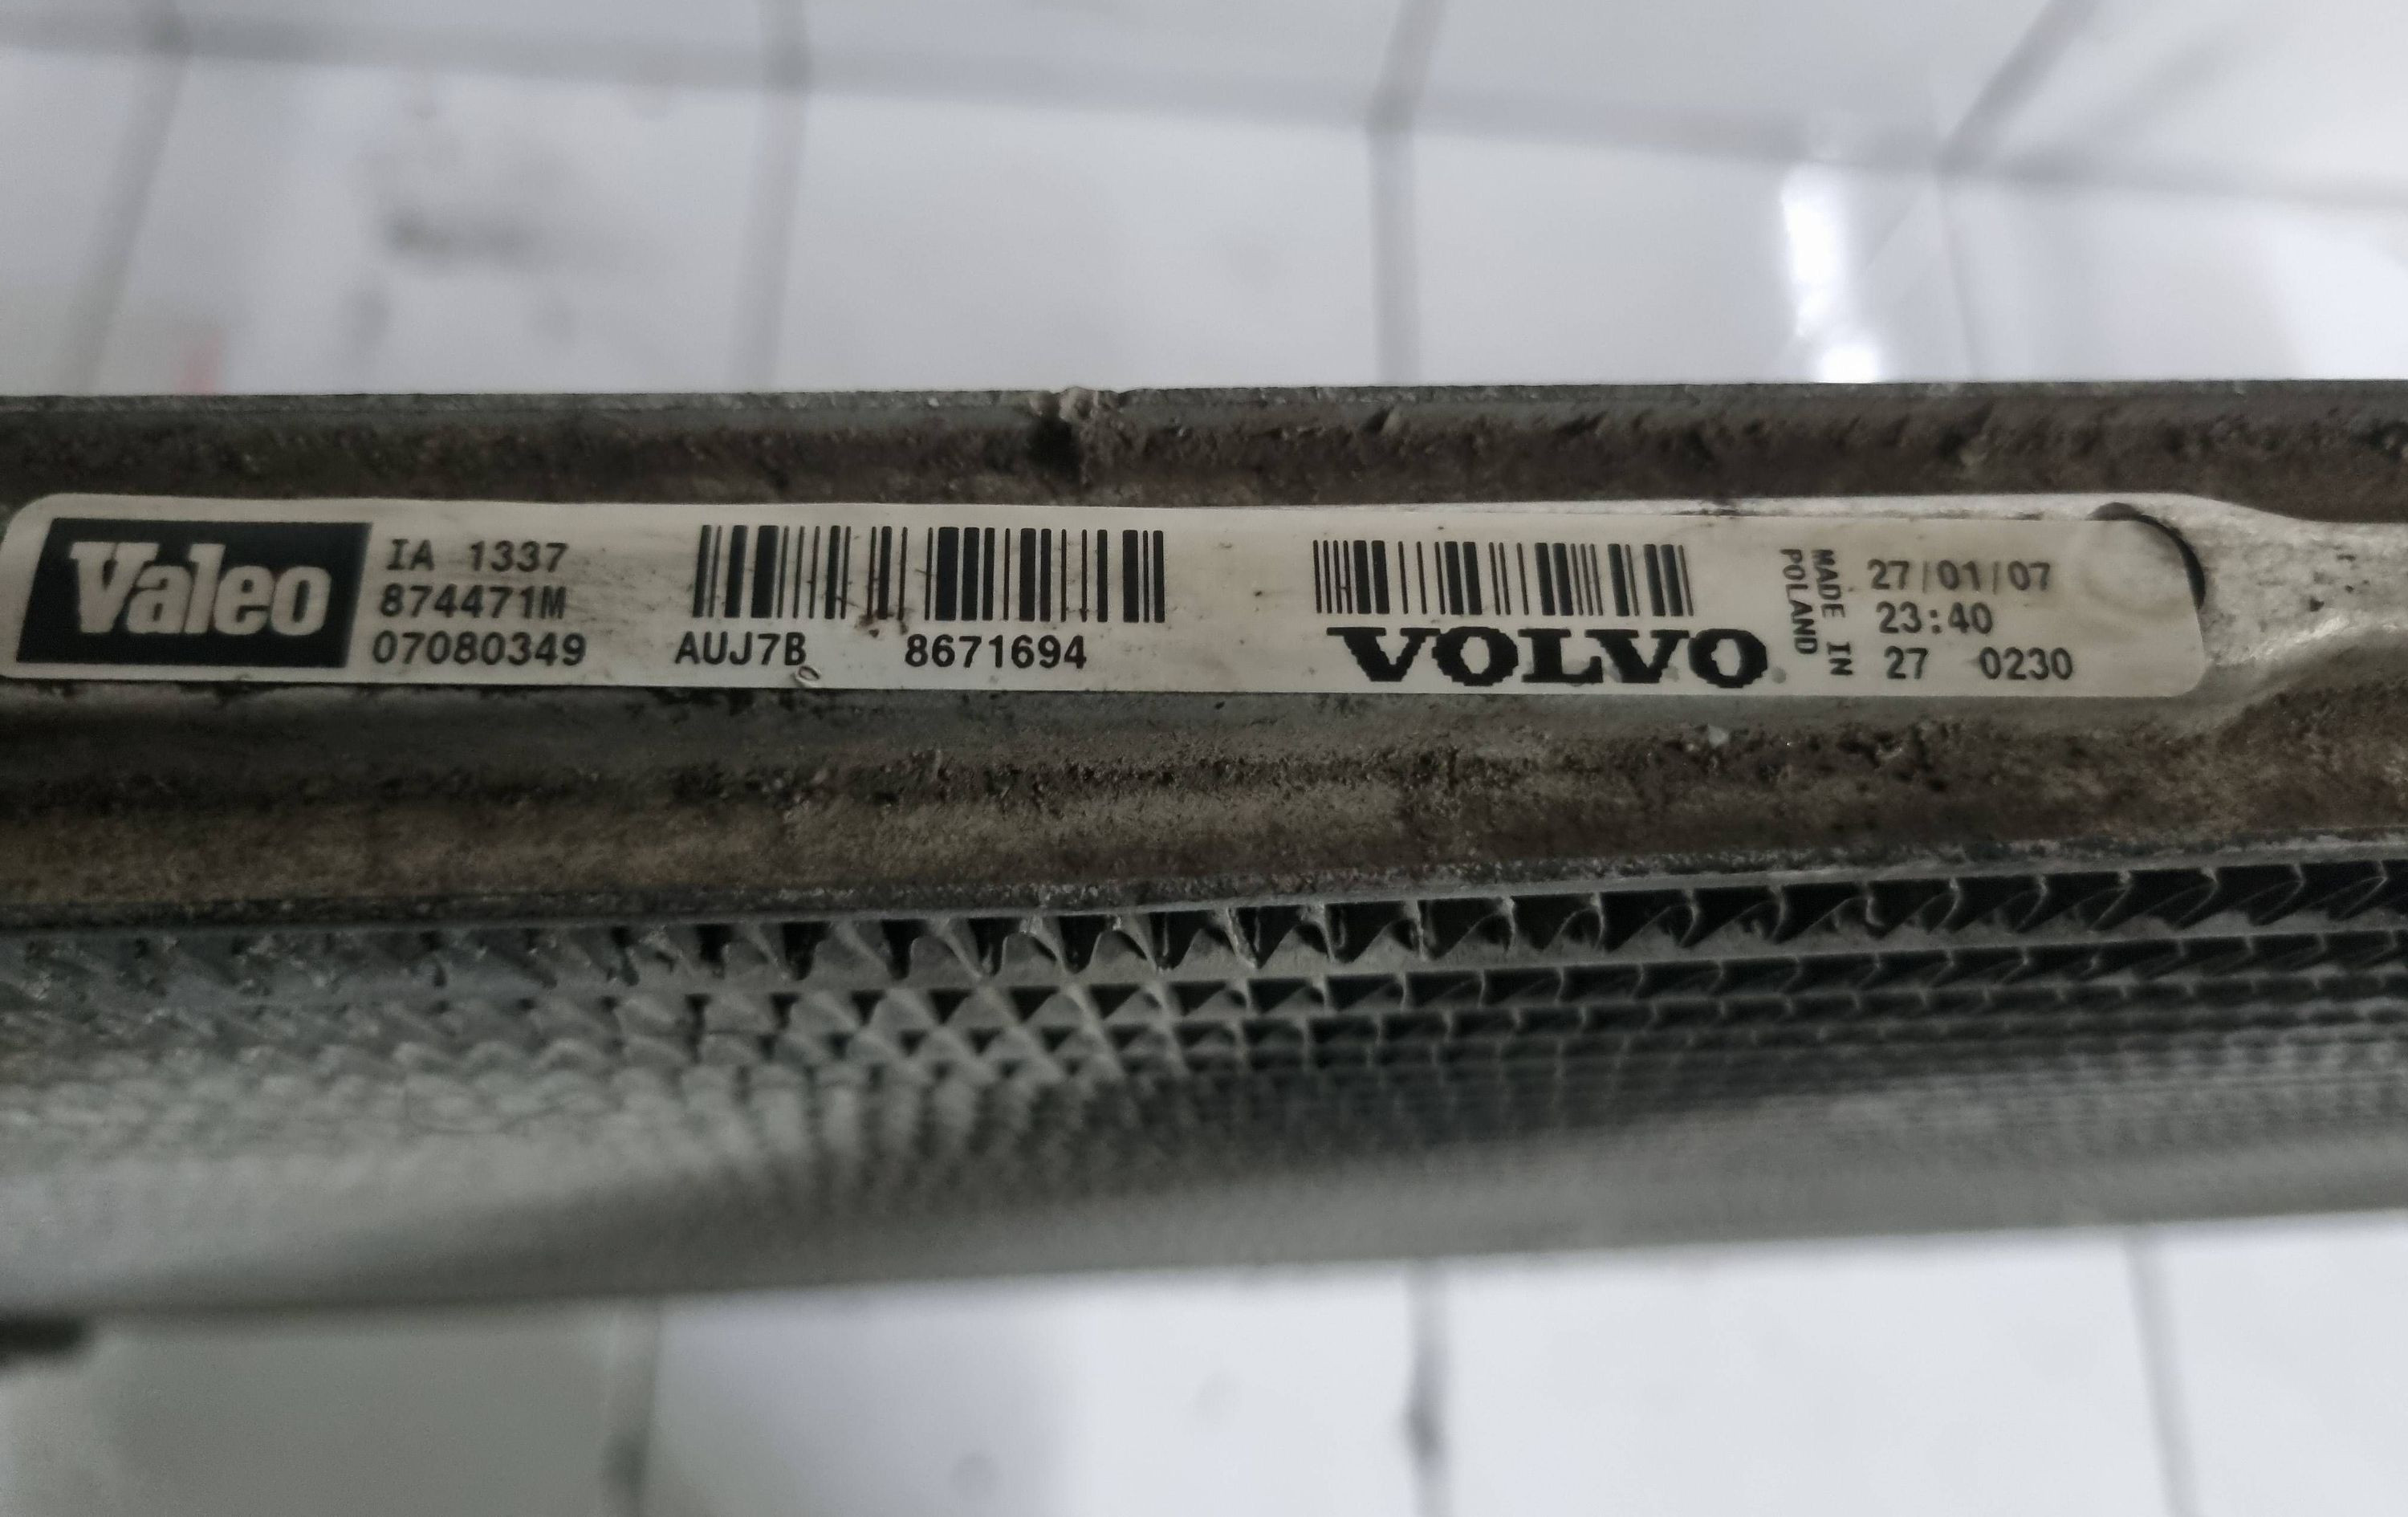 Valeo
IA 1337
874471M
07080349
AUJ7B 8671694
VOLVO
MADE IN
POLAND
27/01/07
23:40
27 0230